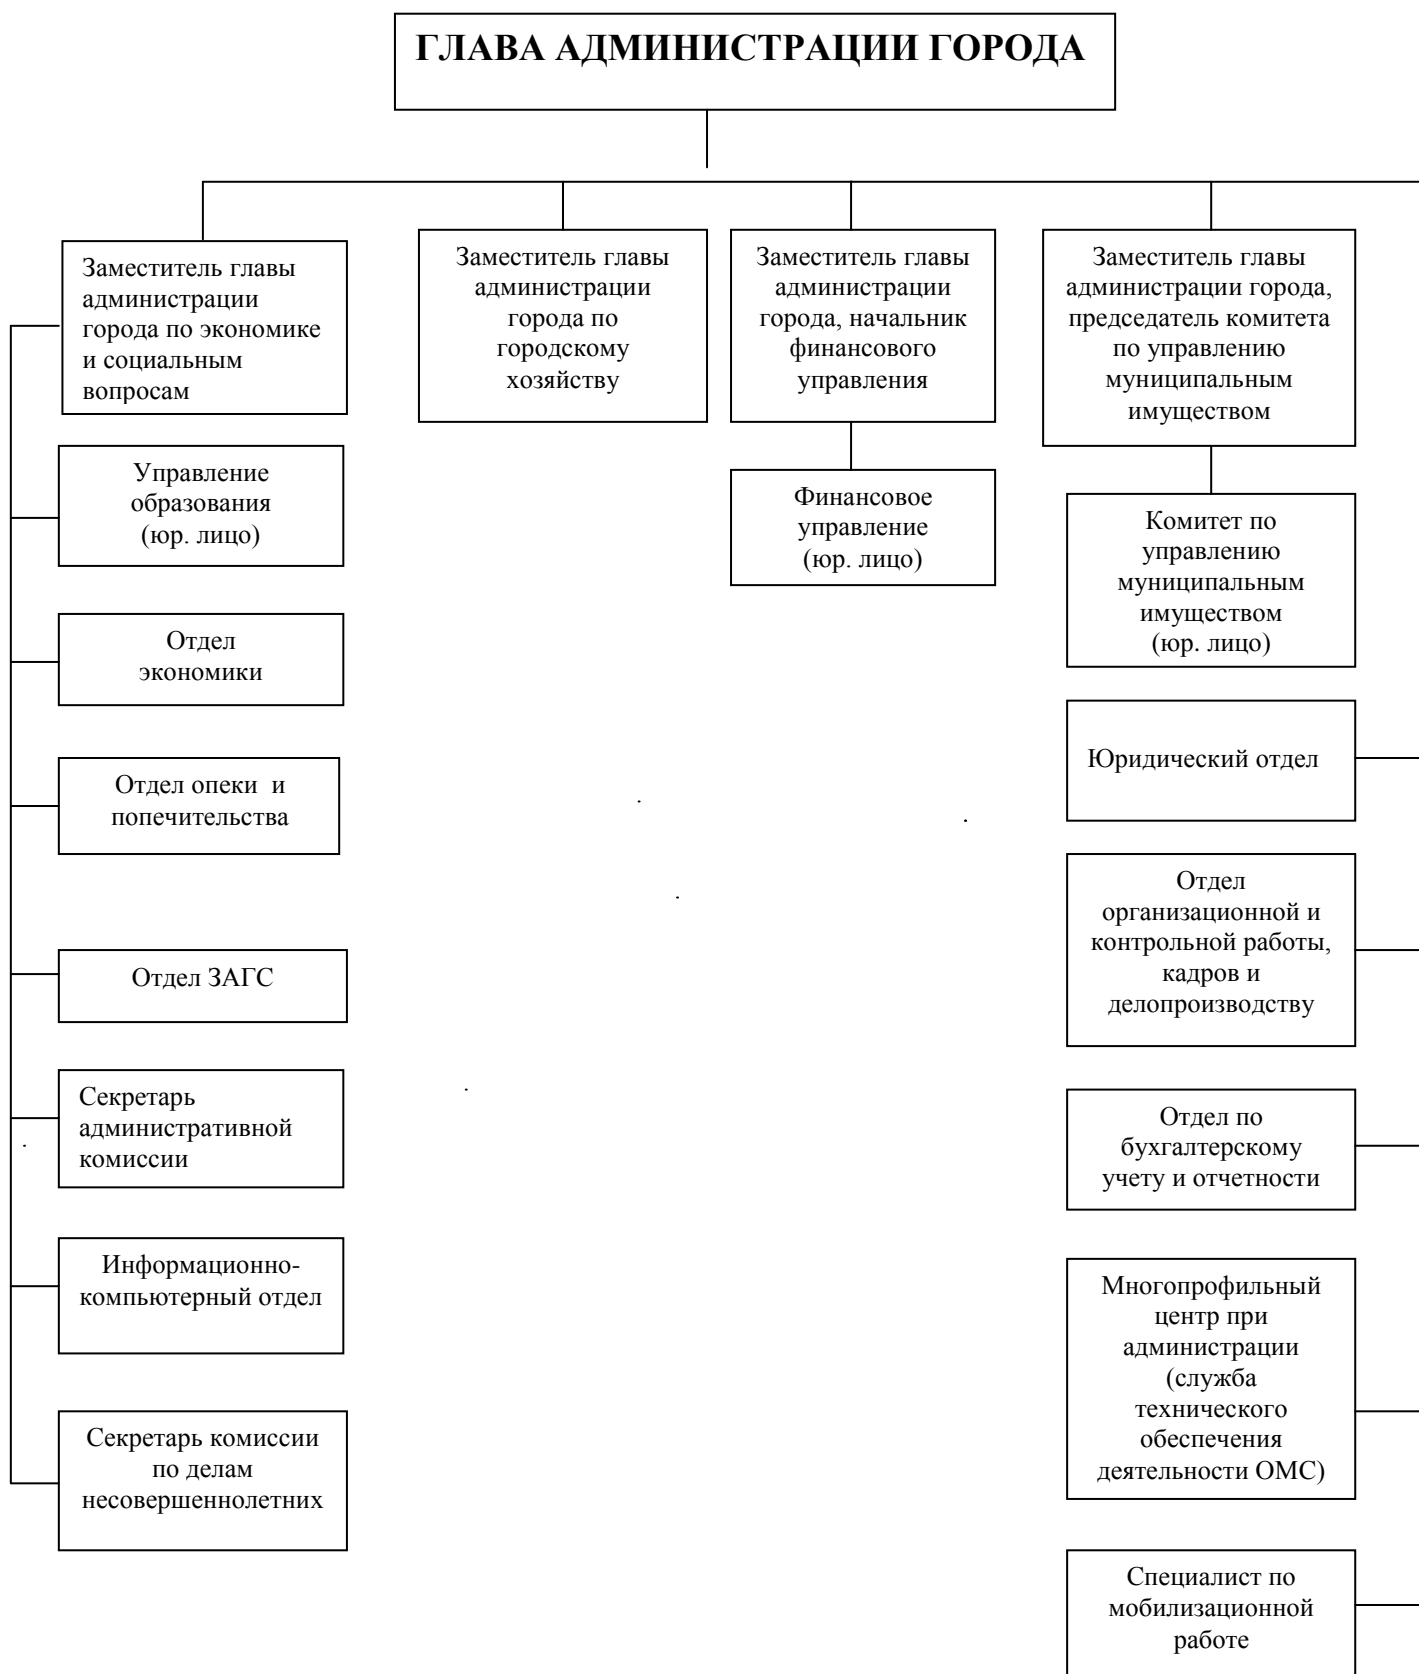 ГЛАВА АДМИНИСТРАЦИИ ГОРОДА
Заместитель главы
администрации
города по экономике
и социальным
вопросам
Заместитель главы
администрации
города по
городскому
хозяйству
Заместитель главы
администрации
города, начальник
финансового
управления
Заместитель главы
администрации города,
председатель комитета
по управлению
муниципальным
имуществом
Управление
образования
(юр. лицо)
Финансовое
управление
(юр. лицо)
Комитет по
управлению
муниципальным
имуществом
(юр. лицо)
Отдел
экономики
Юридический отдел
Отдел опеки и
попечительства
Отдел
организационной и
контрольной работы,
кадров и
делопроизводству
Отдел ЗАГС
Секретарь
административной
комиссии
Отдел по
бухгалтерскому
учету и отчетности
Информационно-
компьютерный отдел
Многопрофильный
центр при
администрации
(служба
технического
обеспечения
деятельности ОМС)
Секретарь комиссии
по делам
несовершеннолетних
Специалист по
мобилизационной
работе